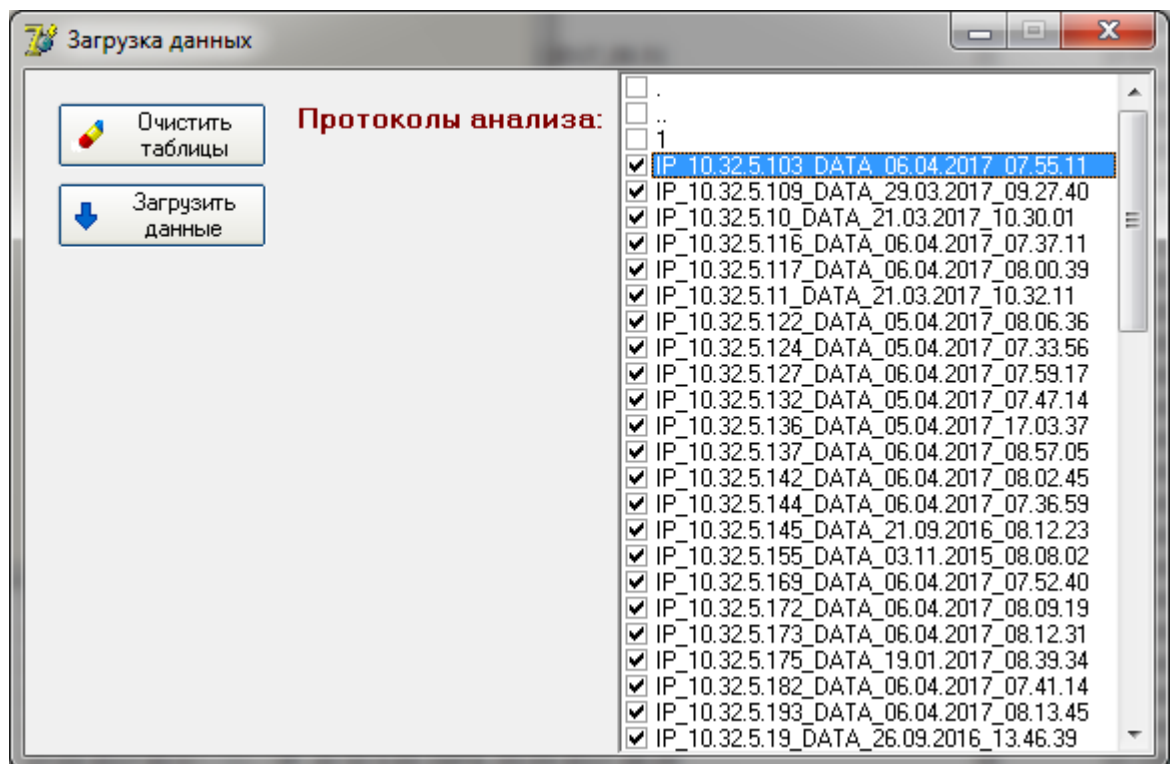 Загрузка данных
Очистить
таблицы
Загрузить
данные
Протоколы анализа:
.
..
1
IP_10.32.5.103_DATA_06.04.2017_07.55.11
IP_10.32.5.109_DATA_29.03.2017_09.27.40
IP_10.32.5.10_DATA_21.03.2017_10.30.01
IP_10.32.5.116_DATA_06.04.2017_07.37.11
IP_10.32.5.117_DATA_06.04.2017_08.00.39
IP_10.32.5.11_DATA_21.03.2017_10.32.11
IP_10.32.5.122_DATA_05.04.2017_08.06.36
IP_10.32.5.124_DATA_05.04.2017_07.33.56
IP_10.32.5.127_DATA_06.04.2017_07.59.17
IP_10.32.5.132_DATA_05.04.2017_07.47.14
IP_10.32.5.136_DATA_05.04.2017_17.03.37
IP_10.32.5.137_DATA_06.04.2017_08.57.05
IP_10.32.5.142_DATA_06.04.2017_08.02.45
IP_10.32.5.144_DATA_06.04.2017_07.36.59
IP_10.32.5.145_DATA_21.09.2016_08.12.23
IP_10.32.5.155_DATA_03.11.2015_08.08.02
IP_10.32.5.169_DATA_06.04.2017_07.52.40
IP_10.32.5.172_DATA_06.04.2017_08.09.19
IP_10.32.5.173_DATA_06.04.2017_08.12.31
IP_10.32.5.175_DATA_19.01.2017_08.39.34
IP_10.32.5.182_DATA_06.04.2017_07.41.14
IP_10.32.5.193_DATA_06.04.2017_08.13.45
IP_10.32.5.19_DATA_26.09.2016_13.46.39